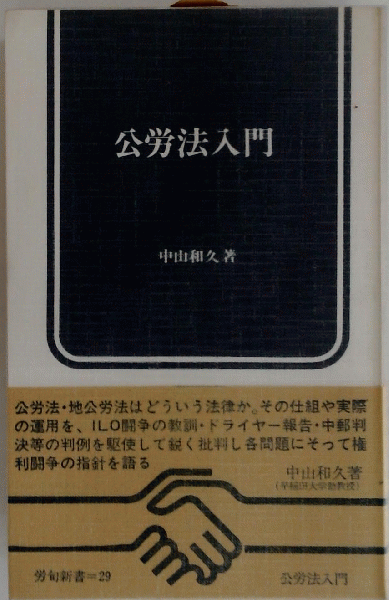 公労法入門
中山和久著
公労法・地公労法はどういう法律か。その仕組や実際
の運用を、ILO闘争の教訓・ドライヤー報告・中郵判
決等の判例を駆使して鋭く批判し各問題にそって権
利闘争の指針を語る
中山和久著
(早稲田大学助教授)
労旬新書=29
公労法入門